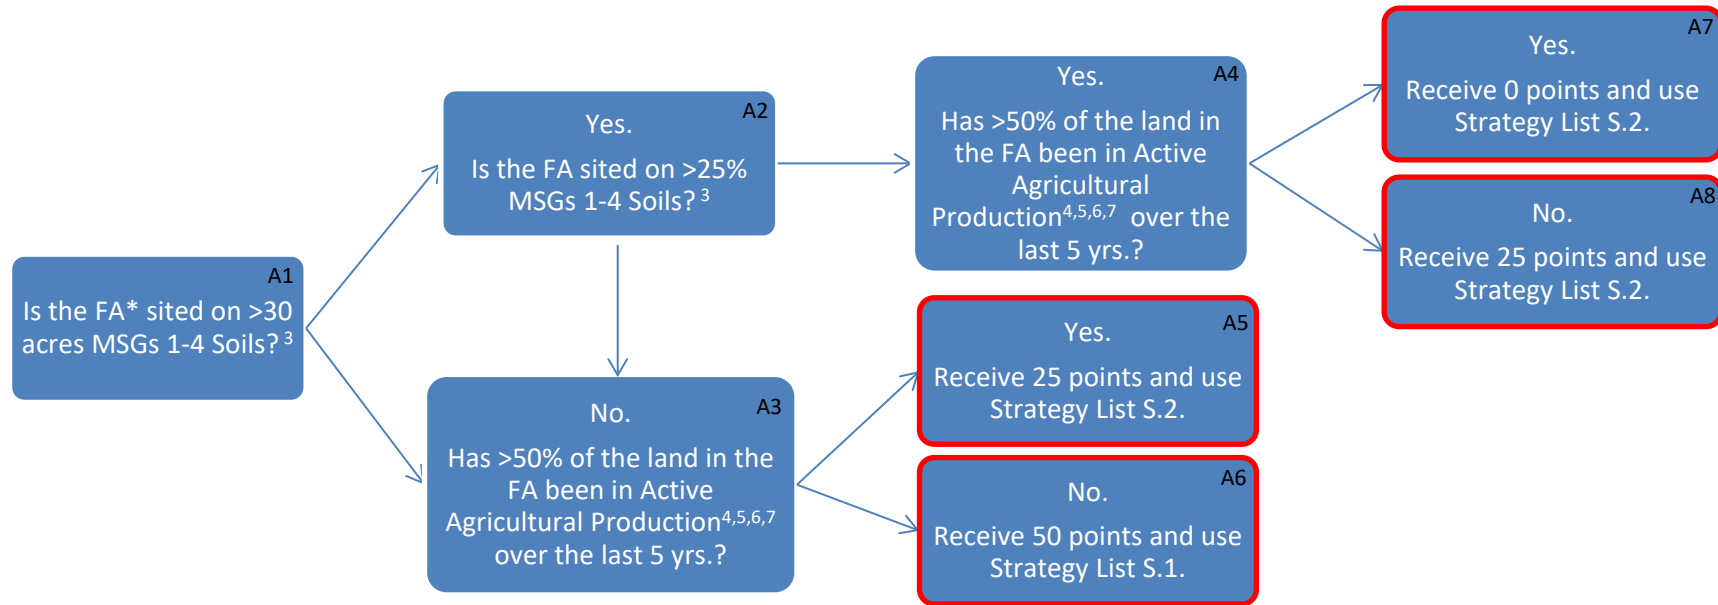 A1
Is the FA* sited on >30
acres MSGs 1-4 Soils? 3
A2
Yes.
Is the FA sited on >25%
MSGs 1-4 Soils? 3
A3
No.
Has >50% of the land in the
FA been in Active
Agricultural Production4,5,6,7
over the last 5 yrs.?
A4
Yes.
Has >50% of the land in
the FA been in Active
Agricultural
Production4,5,6,7 over the
last 5 yrs.?
A5
Yes.
Receive 25 points and use
Strategy List S.2.
A6
No.
Receive 50 points and use
Strategy List S.1.
A7
Yes.
Receive 0 points and use
Strategy List S.2.
A8
No.
Receive 25 points and use
Strategy List S.2.